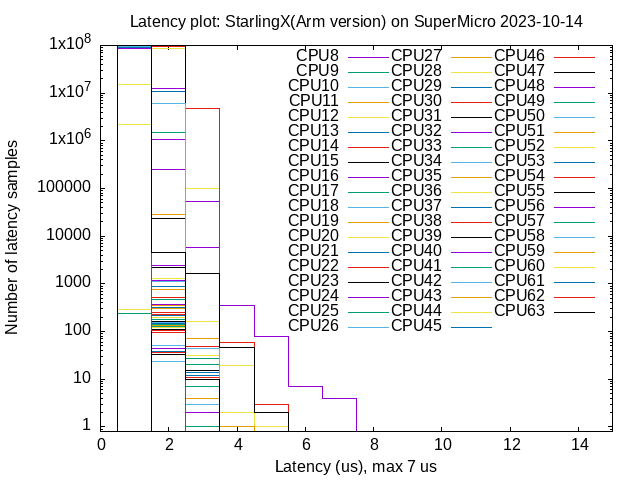 Latency plot: StarlingX(Arm version) on SuperMicro 2023-10-14
Number of latency samples
1x10^8
1x10^7
1x10^6
100000
10000
1000
100
10
1
CPU8 CPU27 CPU46
CPU9 CPU28 CPU47
CPU10 CPU29 CPU48
CPU11 CPU30 CPU49
CPU12 CPU31 CPU50
CPU13 CPU32 CPU51
CPU14 CPU33 CPU52
CPU15 CPU34 CPU53
CPU16 CPU35 CPU54
CPU17 CPU36 CPU55
CPU18 CPU37 CPU56
CPU19 CPU38 CPU57
CPU20 CPU39 CPU58
CPU21 CPU40 CPU59
CPU22 CPU41 CPU60
CPU23 CPU42 CPU61
CPU24 CPU43 CPU62
CPU25 CPU44 CPU63
CPU26 CPU45
0 2 4 6 8 10 12 14
Latency (us), max 7 us